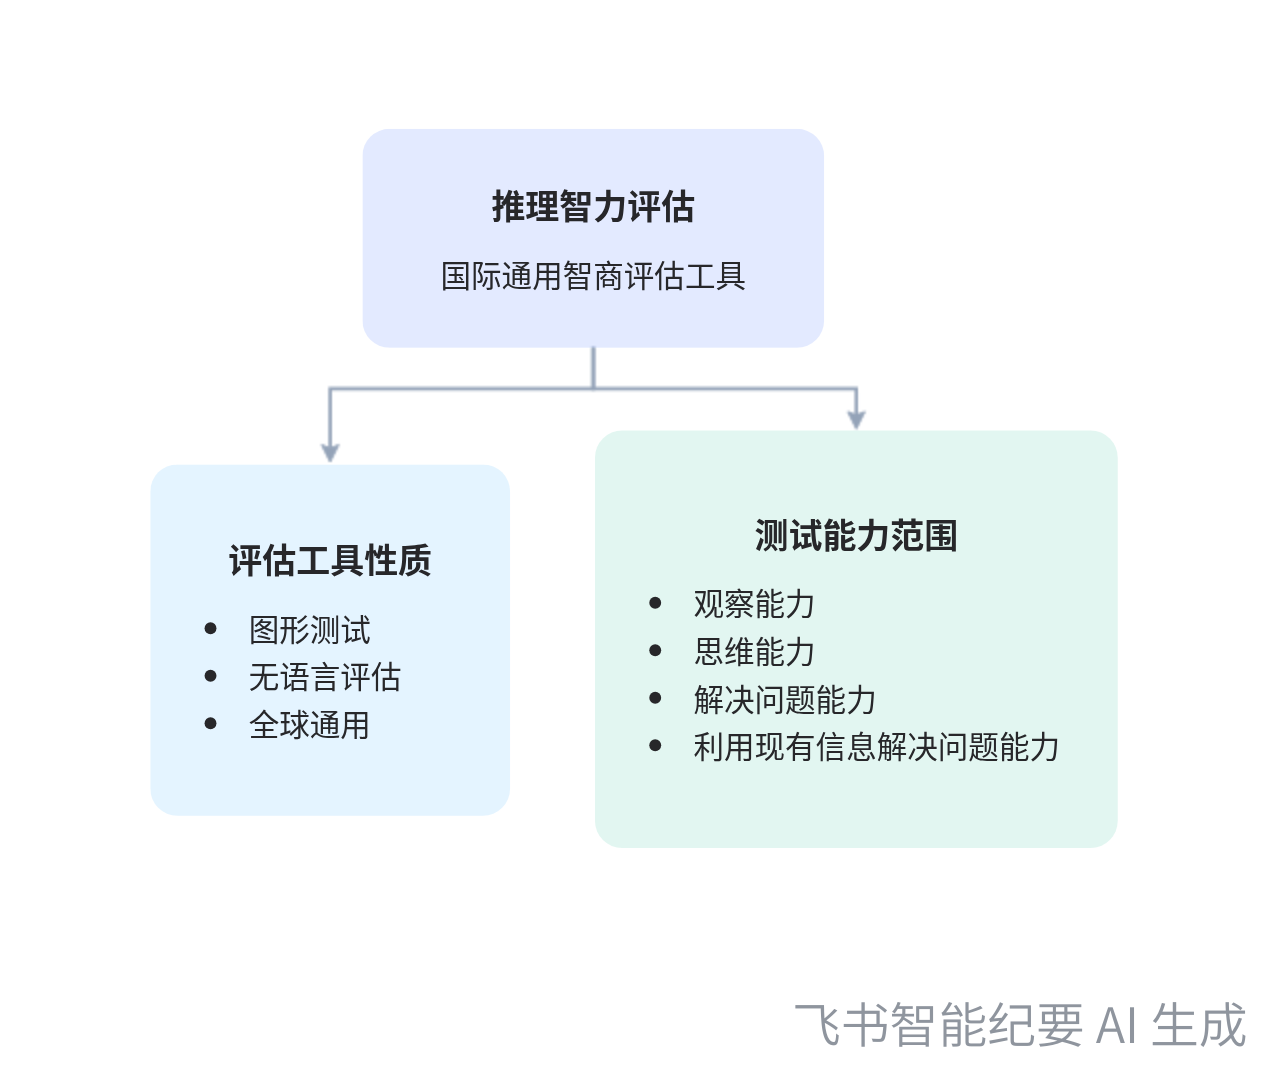 推理智力评估
国际通用智商评估工具
评估工具性质
• 图形测试
• 无语言评估
• 全球通用
测试能力范围
• 观察能力
• 思维能力
• 解决问题能力
• 利用现有信息解决问题能力
飞书智能纪要 AI 生成